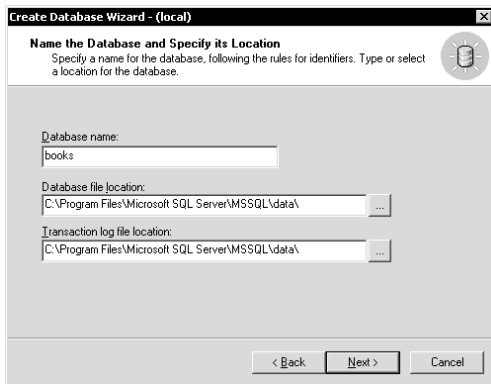 Create Database Wizard - (local)
Name the Database and Specify its Location
Specify a name for the database, following the rules for identifiers. Type or select
a location for the database.
Database name:
books
Database file location:
C:\Program Files\Microsoft SQL Server\MSSQL\data\
...
Transaction log file location:
C:\Program Files\Microsoft SQL Server\MSSQL\data\
...
< Back Next > Cancel